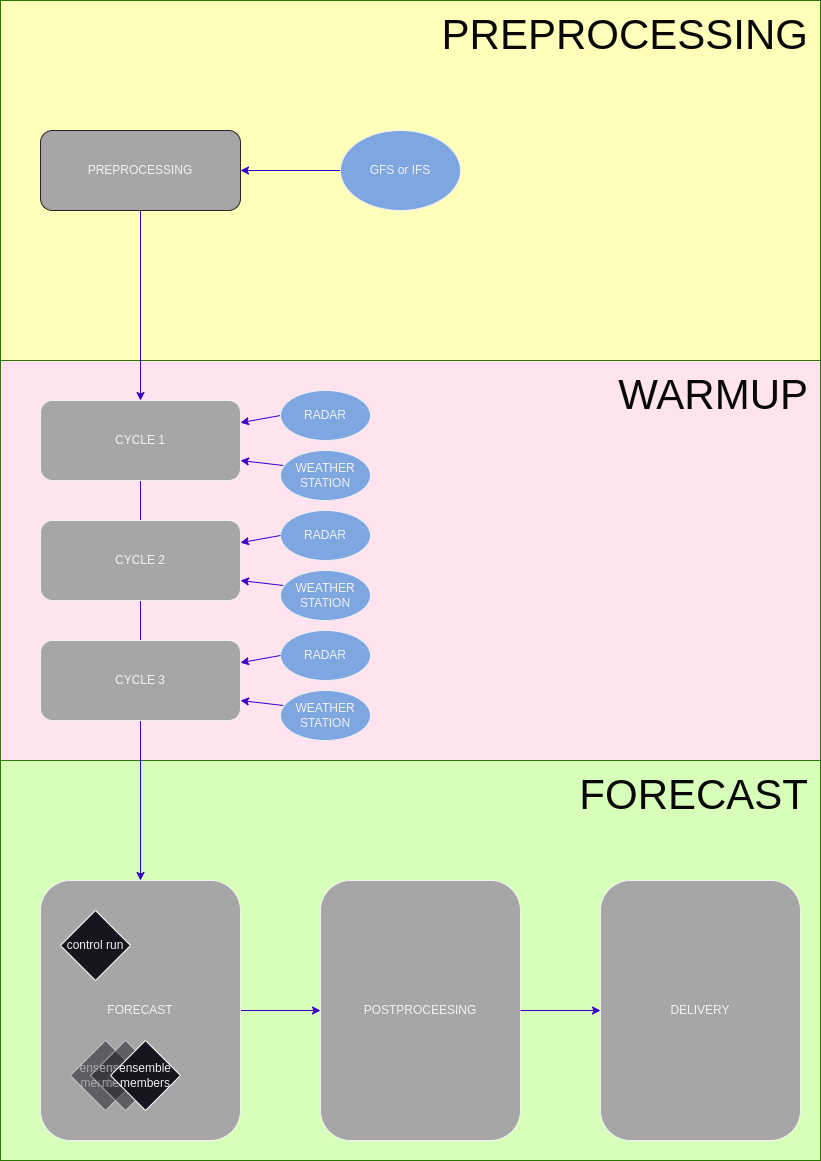 PREPROCESSING
PREPROCESSING
GFS or IFS
WARMUP
CYCLE 1
RADAR
WEATHER
STATION
CYCLE 2
RADAR
WEATHER
STATION
CYCLE 3
RADAR
WEATHER
STATION
FORECAST
control run
FORECAST
POSTPROCEESING
DELIVERY
ensemble
members